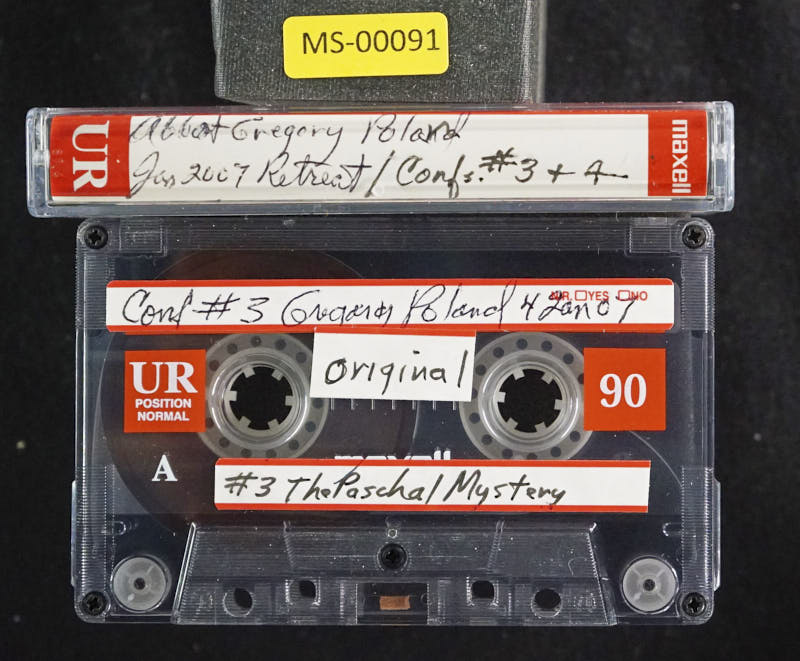 MS-00091
UR
Abbot Gregory Poland
Jan 2007 Retreat / Confs. #3 + 4
maxell
Conf #3 Gregory Poland 4 Jan 07
N.R. YES NO
UR
POSITION
NORMAL
original
90
A
maxell
#3 The Paschal Mystery